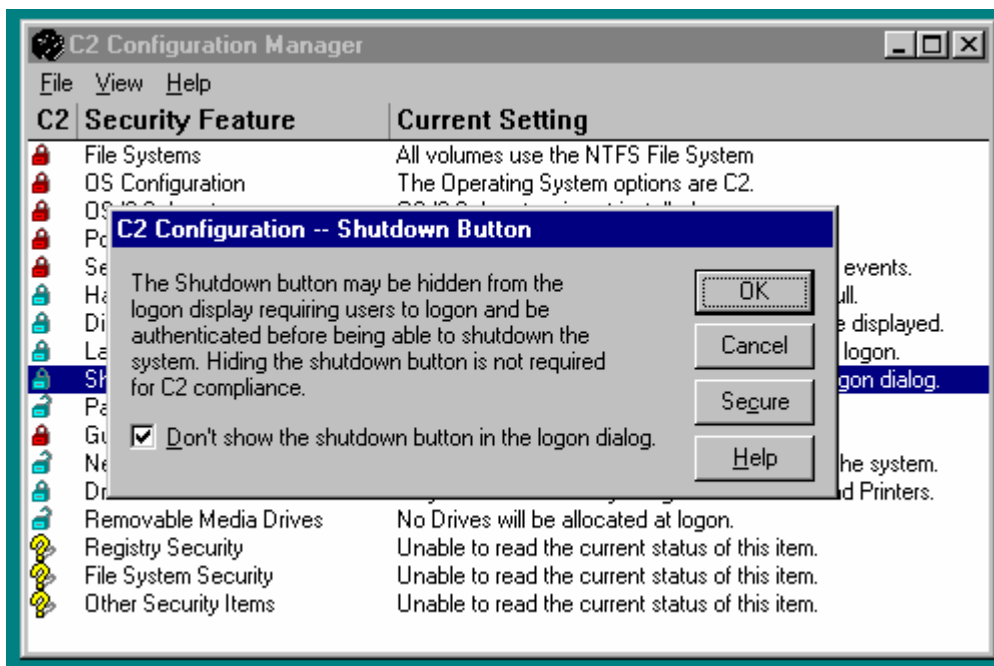 C2 Configuration Manager
File View Help
C2 Security Feature Current Setting
File Systems All volumes use the NTFS File System
OS Configuration The Operating System options are C2.
C2 Configuration -- Shutdown Button
The Shutdown button may be hidden from the
logon display requiring users to logon and be
authenticated before being able to shutdown the
system. Hiding the shutdown button is not required
for C2 compliance.
Don't show the shutdown button in the logon dialog.
OK
Cancel
Secure
Help
events.
displayed.
logon.
dialog.
the system.
Printers.
Removable Media Drives No Drives will be allocated at logon.
Registry Security Unable to read the current status of this item.
File System Security Unable to read the current status of this item.
Other Security Items Unable to read the current status of this item.